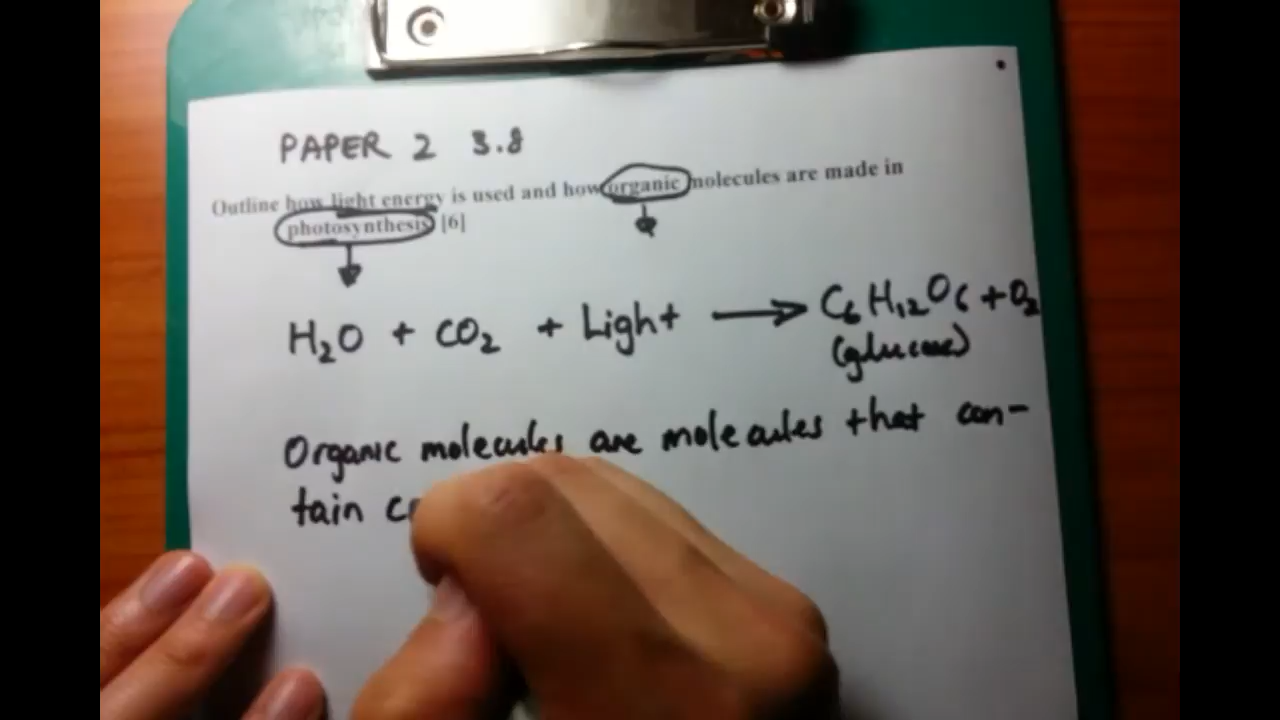 PAPER 2 3.8
Outline how light energy is used and how organic molecules are made in
photosynthesis [6]
H₂O + CO₂ + Light → C₆H₁₂O₆ + O₂
(glucose)
Organic molecules are molecules that con-
tain